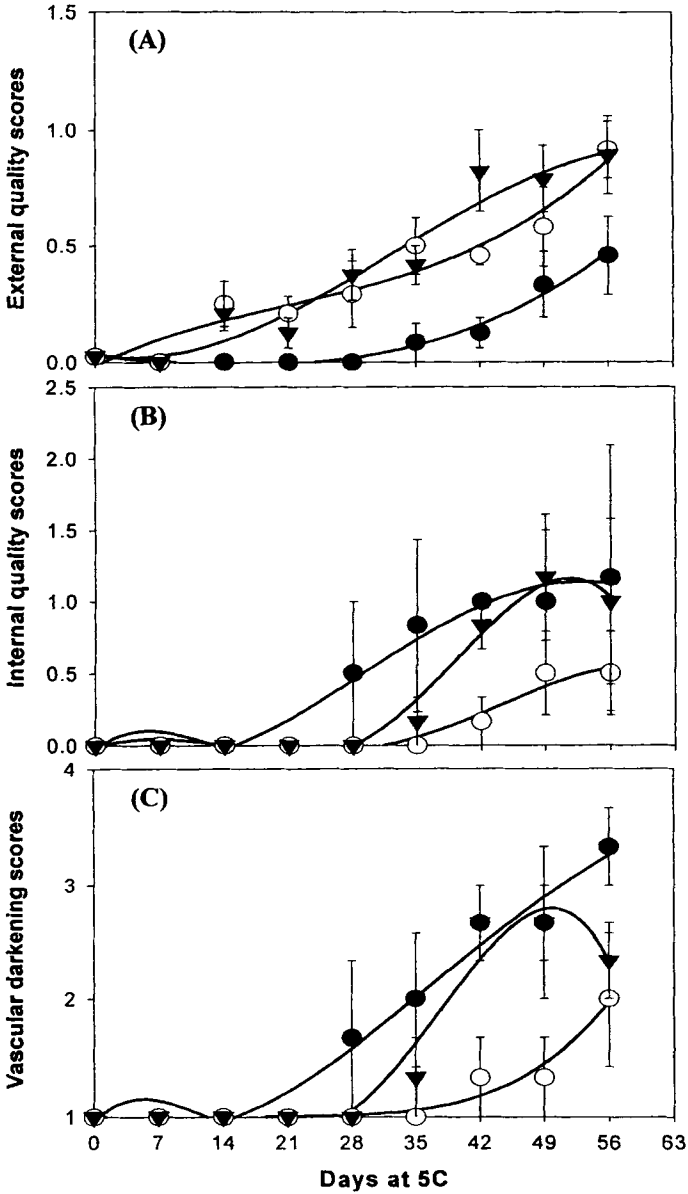 (A)
External quality scores
1.5
1.0
0.5
0.0
(B)
Internal quality scores
2.5
2.0
1.5
1.0
0.5
0.0
(C)
Vascular darkening scores
4
3
2
1
0 7 14 21 28 35 42 49 56 63
Days at 5C